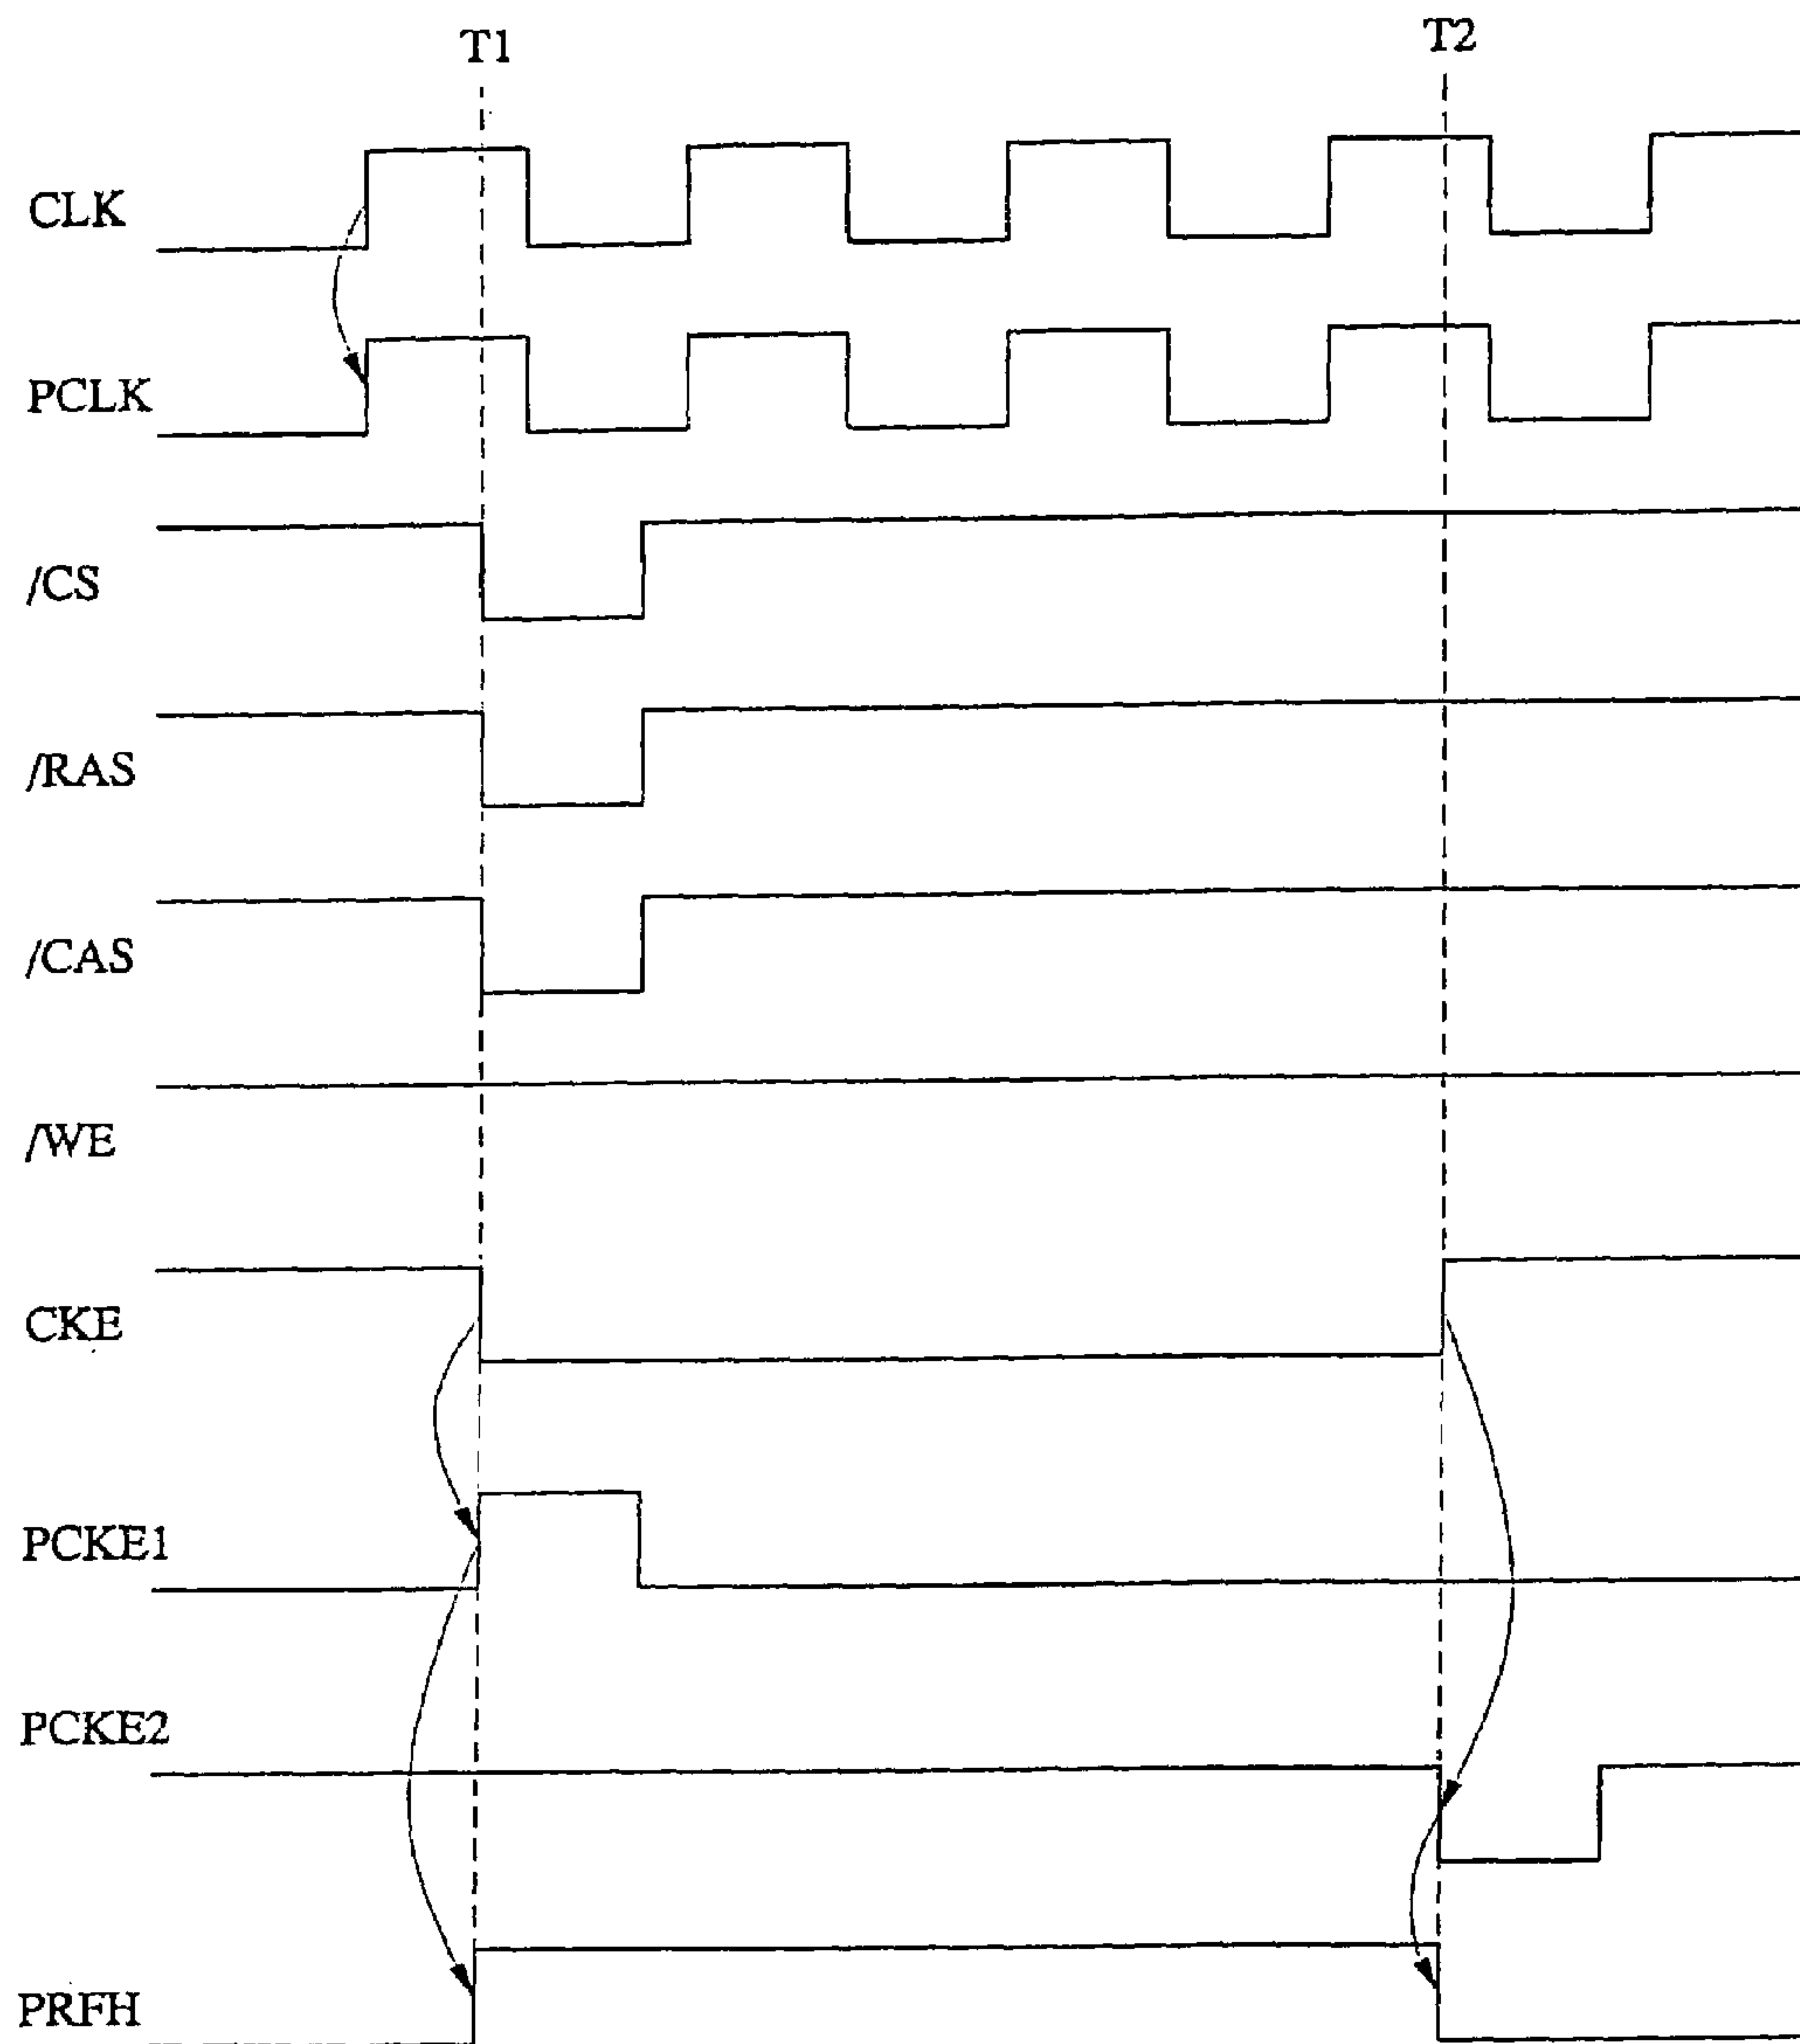 T1 T2
CLK
PCLK
/CS
/RAS
/CAS
/WE
CKE
PCKE1
PCKE2
PRFH